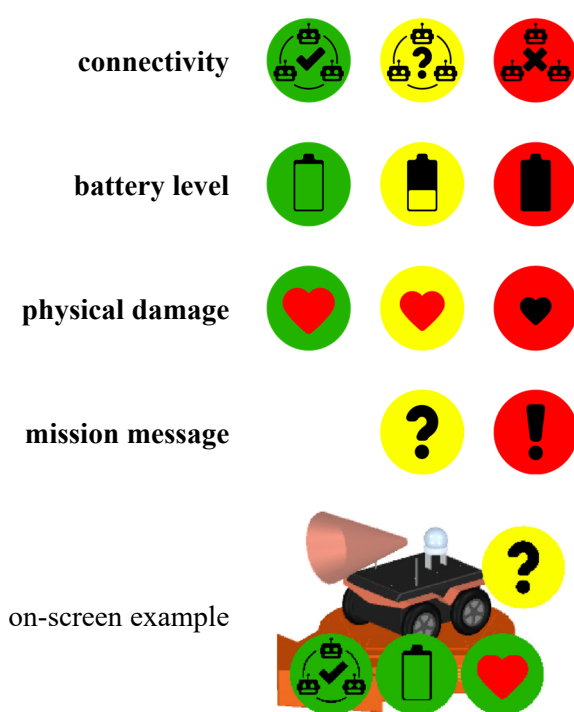 connectivity
?
battery level
physical damage
mission message
? !
?
on-screen example